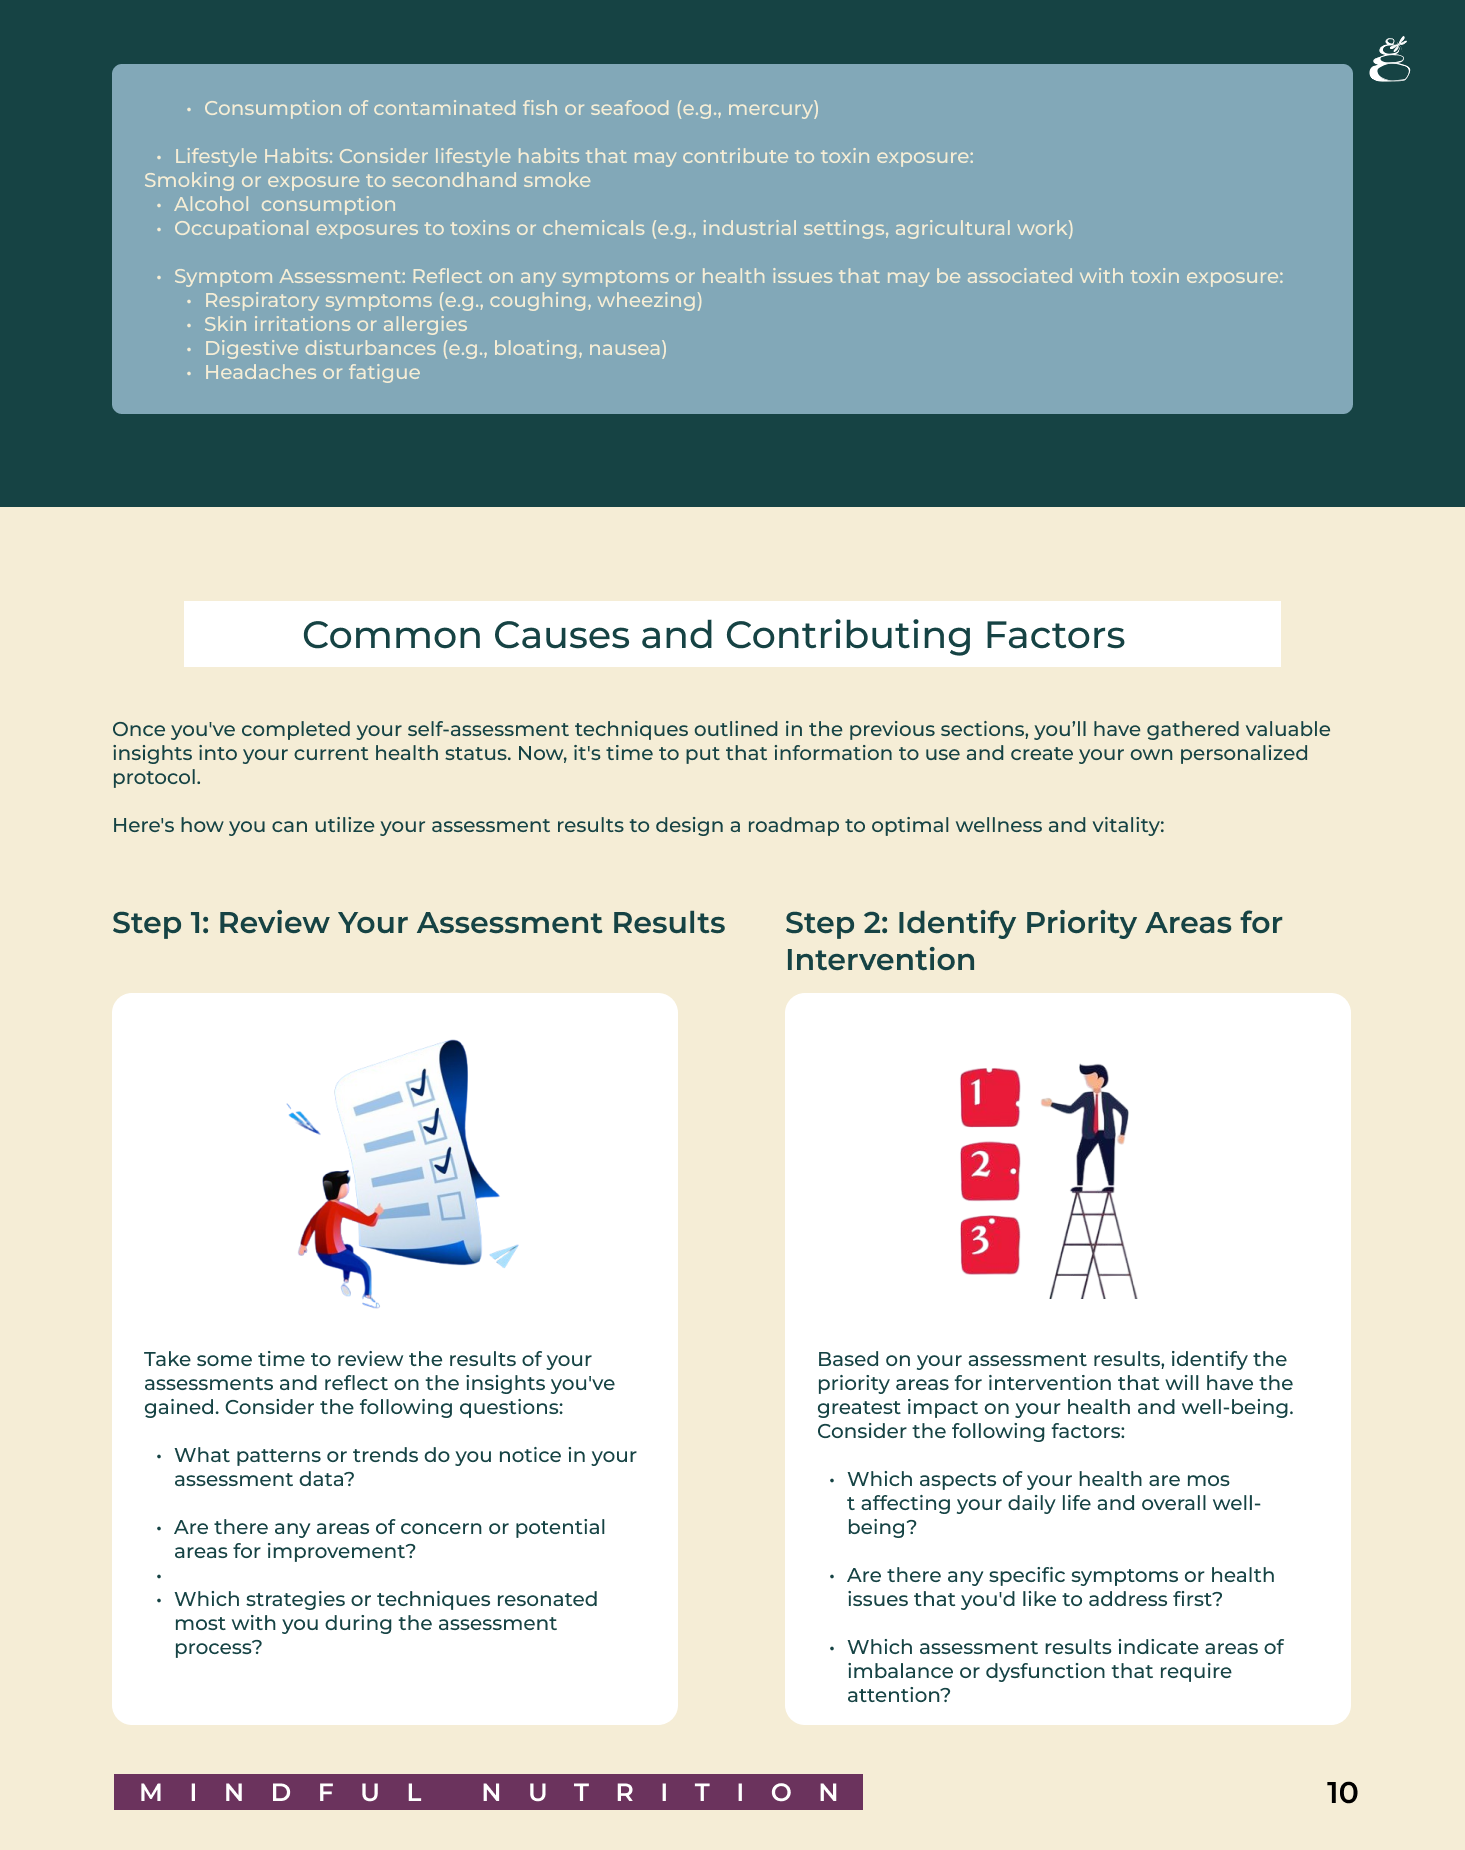 • Consumption of contaminated fish or seafood (e.g., mercury)
• Lifestyle Habits: Consider lifestyle habits that may contribute to toxin exposure:
Smoking or exposure to secondhand smoke
• Alcohol  consumption
• Occupational exposures to toxins or chemicals (e.g., industrial settings, agricultural work)
• Symptom Assessment: Reflect on any symptoms or health issues that may be associated with toxin exposure:
• Respiratory symptoms (e.g., coughing, wheezing)
• Skin irritations or allergies
• Digestive disturbances (e.g., bloating, nausea)
• Headaches or fatigue
Common Causes and Contributing Factors
Once you've completed your self-assessment techniques outlined in the previous sections, you’ll have gathered valuable
insights into your current health status. Now, it's time to put that information to use and create your own personalized
protocol.
Here's how you can utilize your assessment results to design a roadmap to optimal wellness and vitality:
Step 1: Review Your Assessment Results
Take some time to review the results of your
assessments and reflect on the insights you've
gained. Consider the following questions:
• What patterns or trends do you notice in your
assessment data?
• Are there any areas of concern or potential
areas for improvement?
•
• Which strategies or techniques resonated
most with you during the assessment
process?
Step 2: Identify Priority Areas for
Intervention
1
2
3
Based on your assessment results, identify the
priority areas for intervention that will have the
greatest impact on your health and well-being.
Consider the following factors:
• Which aspects of your health are mos
t affecting your daily life and overall well-
being?
• Are there any specific symptoms or health
issues that you'd like to address first?
• Which assessment results indicate areas of
imbalance or dysfunction that require
attention?
MINDFUL NUTRITION
10